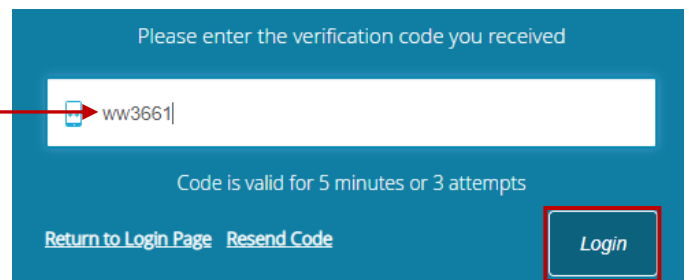 Please enter the verification code you received
ww3661
Code is valid for 5 minutes or 3 attempts
Return to Login Page Resend Code
Login